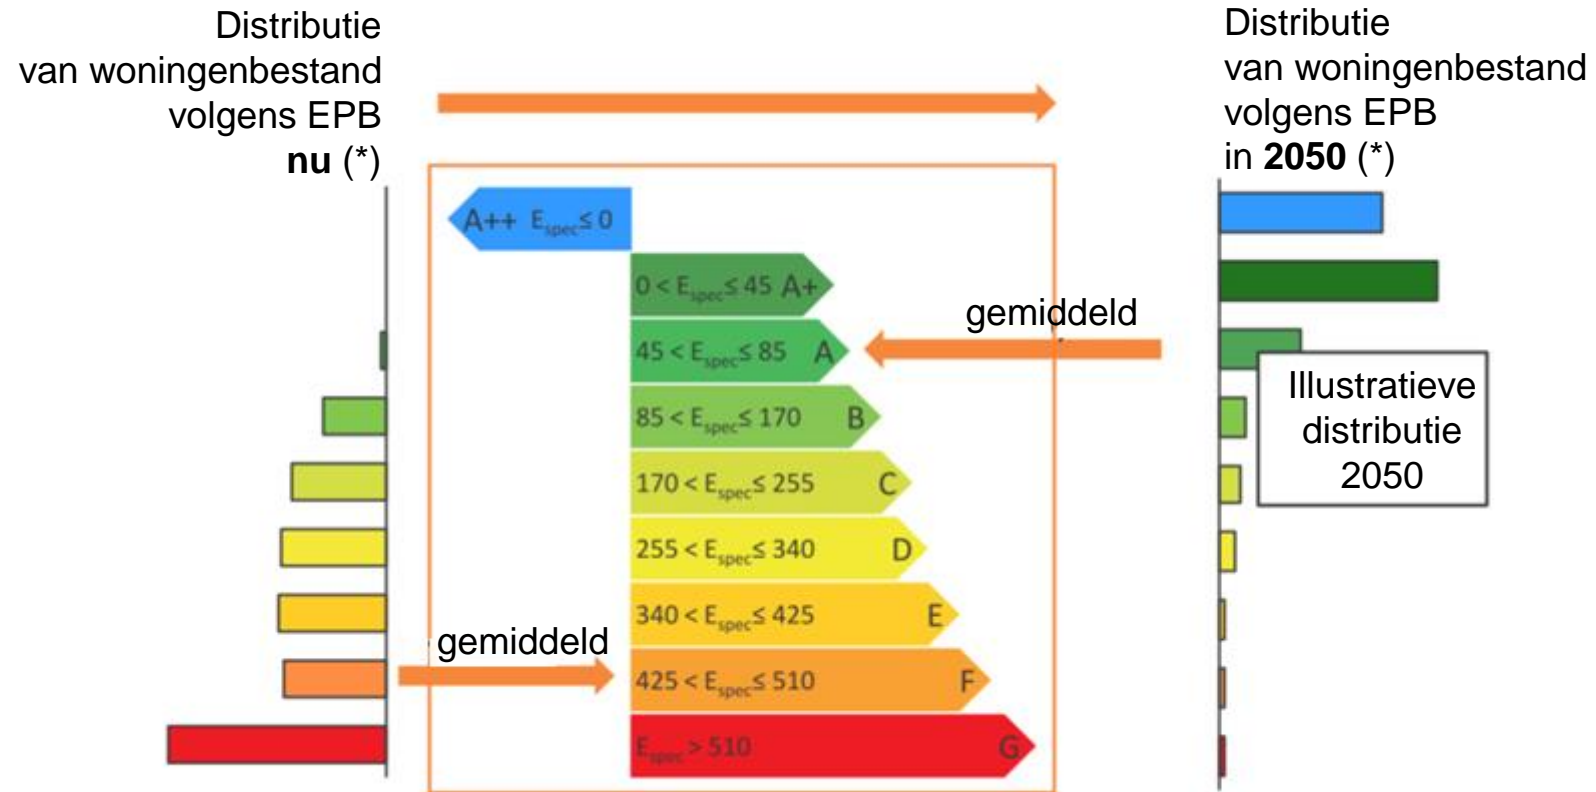 Distributie
van woningenbestand
volgens EPB
nu (*)
Distributie
van woningenbestand
volgens EPB
in 2050 (*)
A++ Espec ≤ 0
0 < Espec ≤ 45 A+
gemiddeld
45 < Espec ≤ 85 A
Illustratieve
distributie
2050
85 < Espec ≤ 170 B
170 < Espec ≤ 255 C
255 < Espec ≤ 340 D
340 < Espec ≤ 425 E
gemiddeld
425 < Espec ≤ 510 F
Espec > 510 G